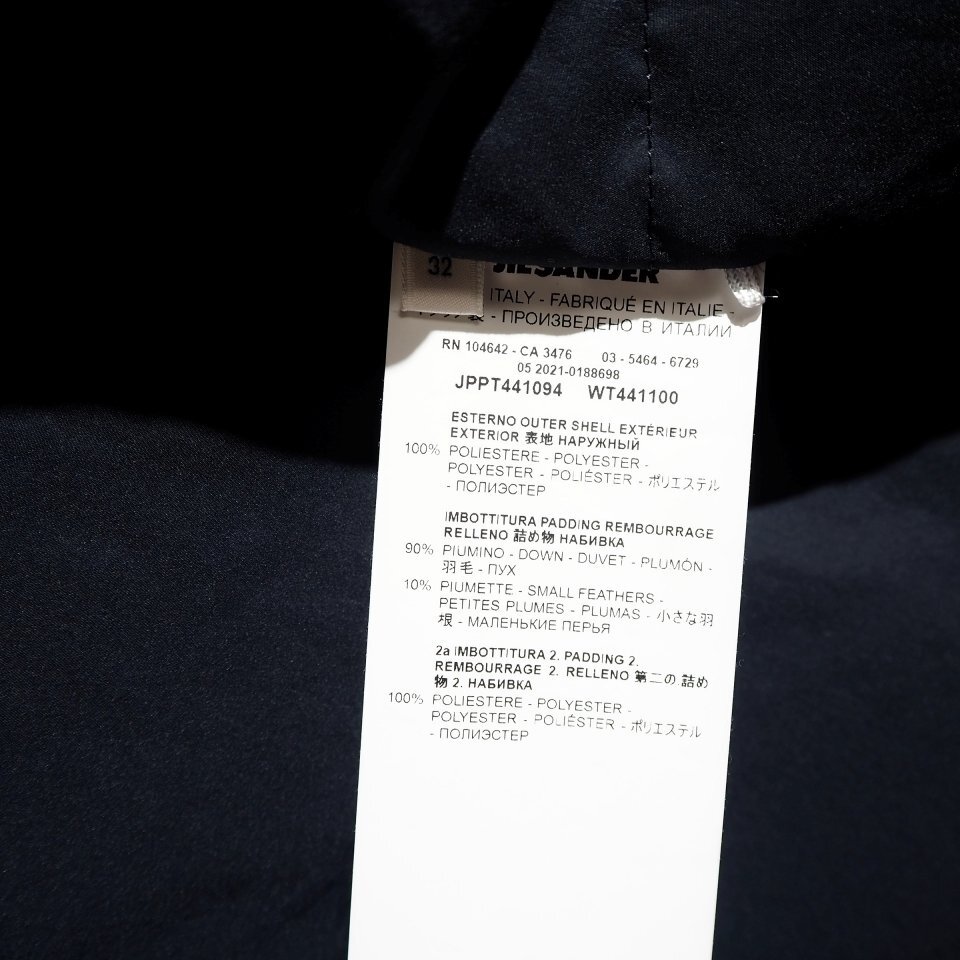 32
JILSANDER
ITALY - FABRIQUÉ EN ITALIE -
- ПРОИЗВЕДЕНО В ИТАЛИИ
RN 104642 - CA 3476 03 - 5464 - 6729
05 2021-0188698
JPPT441094 WT441100
ESTERNO OUTER SHELL EXTÉRIEUR
EXTERIOR 表地 НАРУЖНЫЙ
100% POLIESTERE - POLYESTER -
POLYESTER - POLIÉSTER - ポリエステル
- ПОЛИЭСТЕР
IMBOTTITURA PADDING REMBOURRAGE
RELLENO 詰め物 НАБИВКА
90% PIUMINO - DOWN - DUVET - PLUMÓN -
羽毛 - ПУХ
10% PIUMETTE - SMALL FEATHERS -
PETITES PLUMES - PLUMAS - 小さな羽
根 - МАЛЕНЬКИЕ ПЕРЬЯ
2a IMBOTTITURA 2. PADDING 2.
REMBOURRAGE 2. RELLENO 第二の 詰め
物 2. НАБИВКА
100% POLIESTERE - POLYESTER -
POLYESTER - POLIÉSTER - ポリエステル
- ПОЛИЭСТЕР